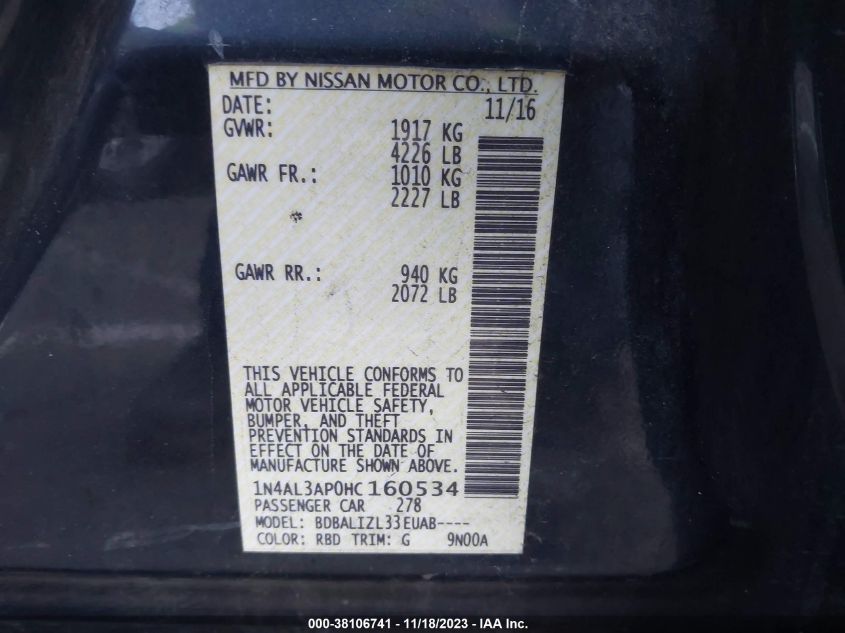 MFD BY NISSAN MOTOR CO., LTD.
DATE: 11/16
GVWR: 1917 KG
4226 LB
GAWR FR.: 1010 KG
2227 LB
GAWR RR.: 940 KG
2072 LB
THIS VEHICLE CONFORMS TO
ALL APPLICABLE FEDERAL
MOTOR VEHICLE SAFETY,
BUMPER, AND THEFT
PREVENTION STANDARDS IN
EFFECT ON THE DATE OF
MANUFACTURE SHOWN ABOVE.
1N4AL3AP0HC160534
PASSENGER CAR 278
MODEL: BDBALIZL33EUAB----
COLOR: RBD TRIM: G 9N00A
000-38106741 - 11/18/2023 - IAA Inc.